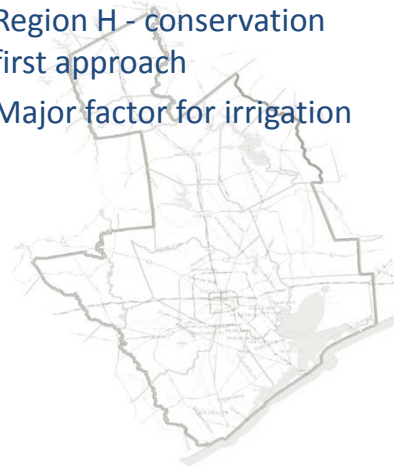 Region H - conservation
first approach
Major factor for irrigation